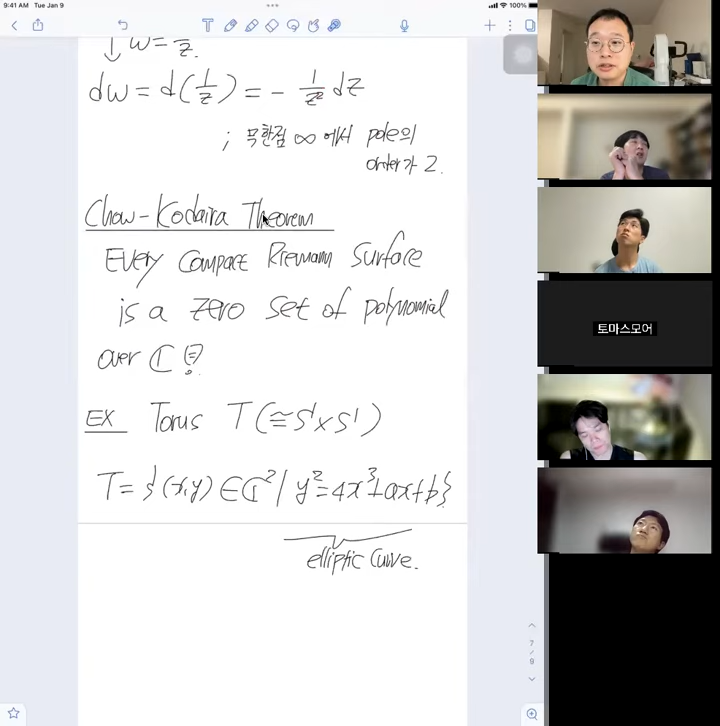 9:41 AM Tue Jan 9
100%
↓ w = 1/z.
dw = d(1/z) = - 1/z² dz
; 무한점 ∞ 에서 pole의
order가 2.
Chow-Kodaira Theorem
Every compact Riemann surface
is a zero set of polynomial
over ℂ !?
EX Torus T (≅ S¹ × S¹)
T = {(x,y) ∈ ℂ² | y² = 4x³ + ax + b}
elliptic curve.
토마스모어
7
/
9